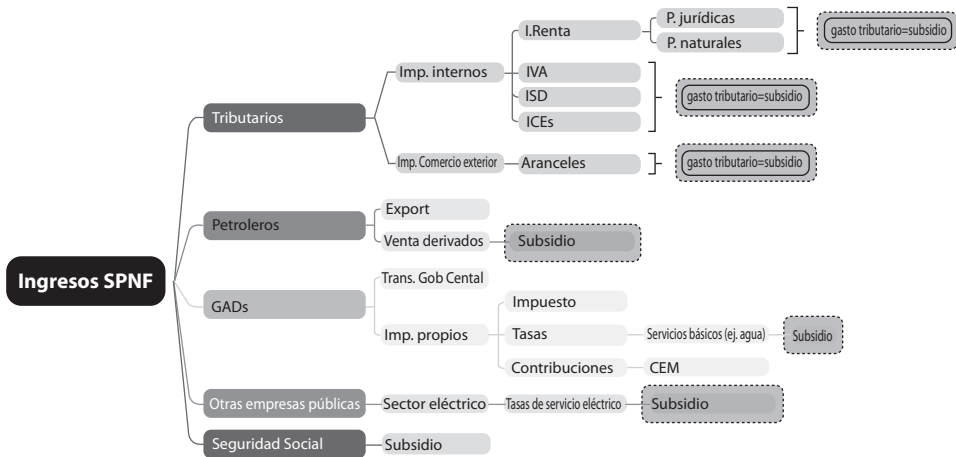 Ingresos SPNF
Tributarios
Imp. internos
I.Renta
P. jurídicas
P. naturales
gasto tributario=subsidio
IVA
ISD
ICEs
gasto tributario=subsidio
Imp. Comercio exterior
Aranceles
gasto tributario=subsidio
Petroleros
Export
Venta derivados
Subsidio
GADs
Trans. Gob Cental
Imp. propios
Impuesto
Tasas
Servicios básicos (ej. agua)
Subsidio
Contribuciones
CEM
Otras empresas públicas
Sector eléctrico
Tasas de servicio eléctrico
Subsidio
Seguridad Social
Subsidio